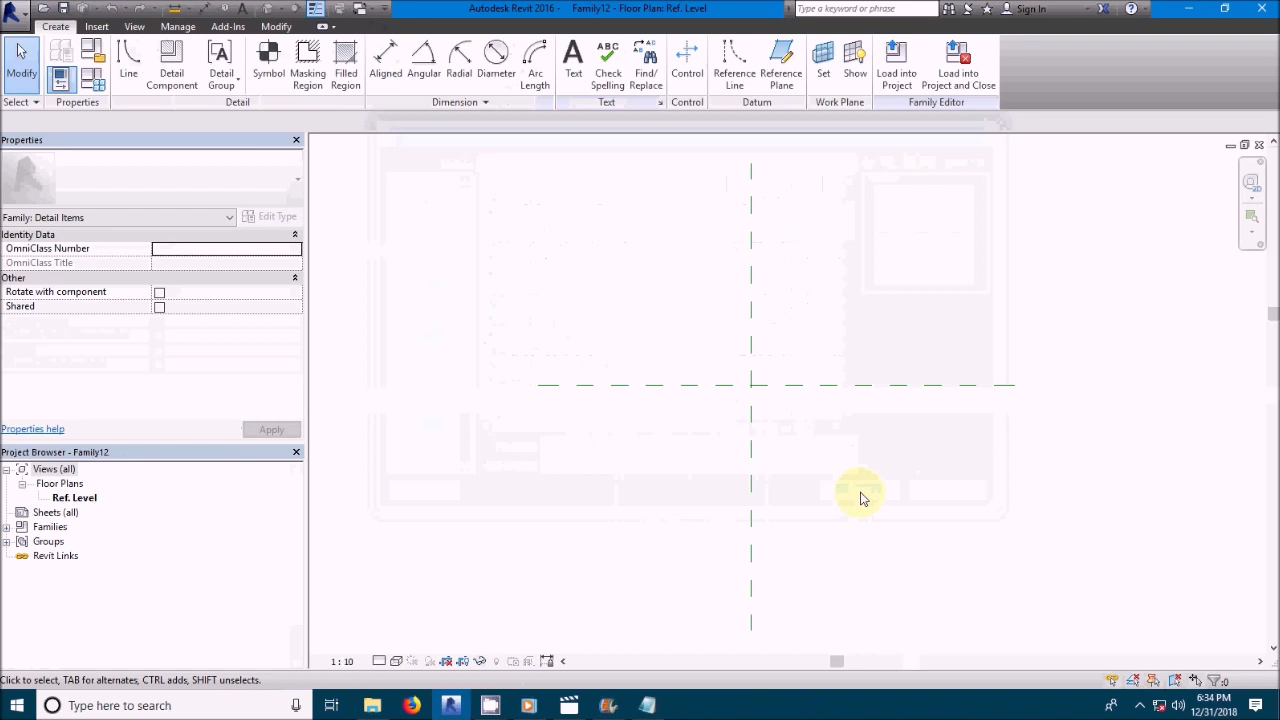 Autodesk Revit 2016 - Family12 - Floor Plan: Ref. Level
Type a keyword or phrase
Sign In
Create Insert View Manage Add-Ins Modify
Modify
Line
Detail Component
Detail Group
Symbol
Masking Region
Filled Region
Aligned
Angular
Radial
Diameter
Arc Length
Text
ABC
Check Spelling
Find/ Replace
Control
Reference Line
Reference Plane
Set
Show
Load into Project
Load into Project and Close
Select Properties Detail Dimension Text Control Datum Work Plane Family Editor
Properties
Family: Detail Items
Edit Type
Identity Data
OmniClass Number
OmniClass Title
Other
Rotate with component
Shared
Properties help
Apply
Project Browser - Family12
Views (all)
Floor Plans
Ref. Level
Sheets (all)
Families
Groups
Revit Links
1 : 10
Click to select, TAB for alternates, CTRL adds, SHIFT unselects.
:0
Type here to search
6:34 PM
12/31/2018